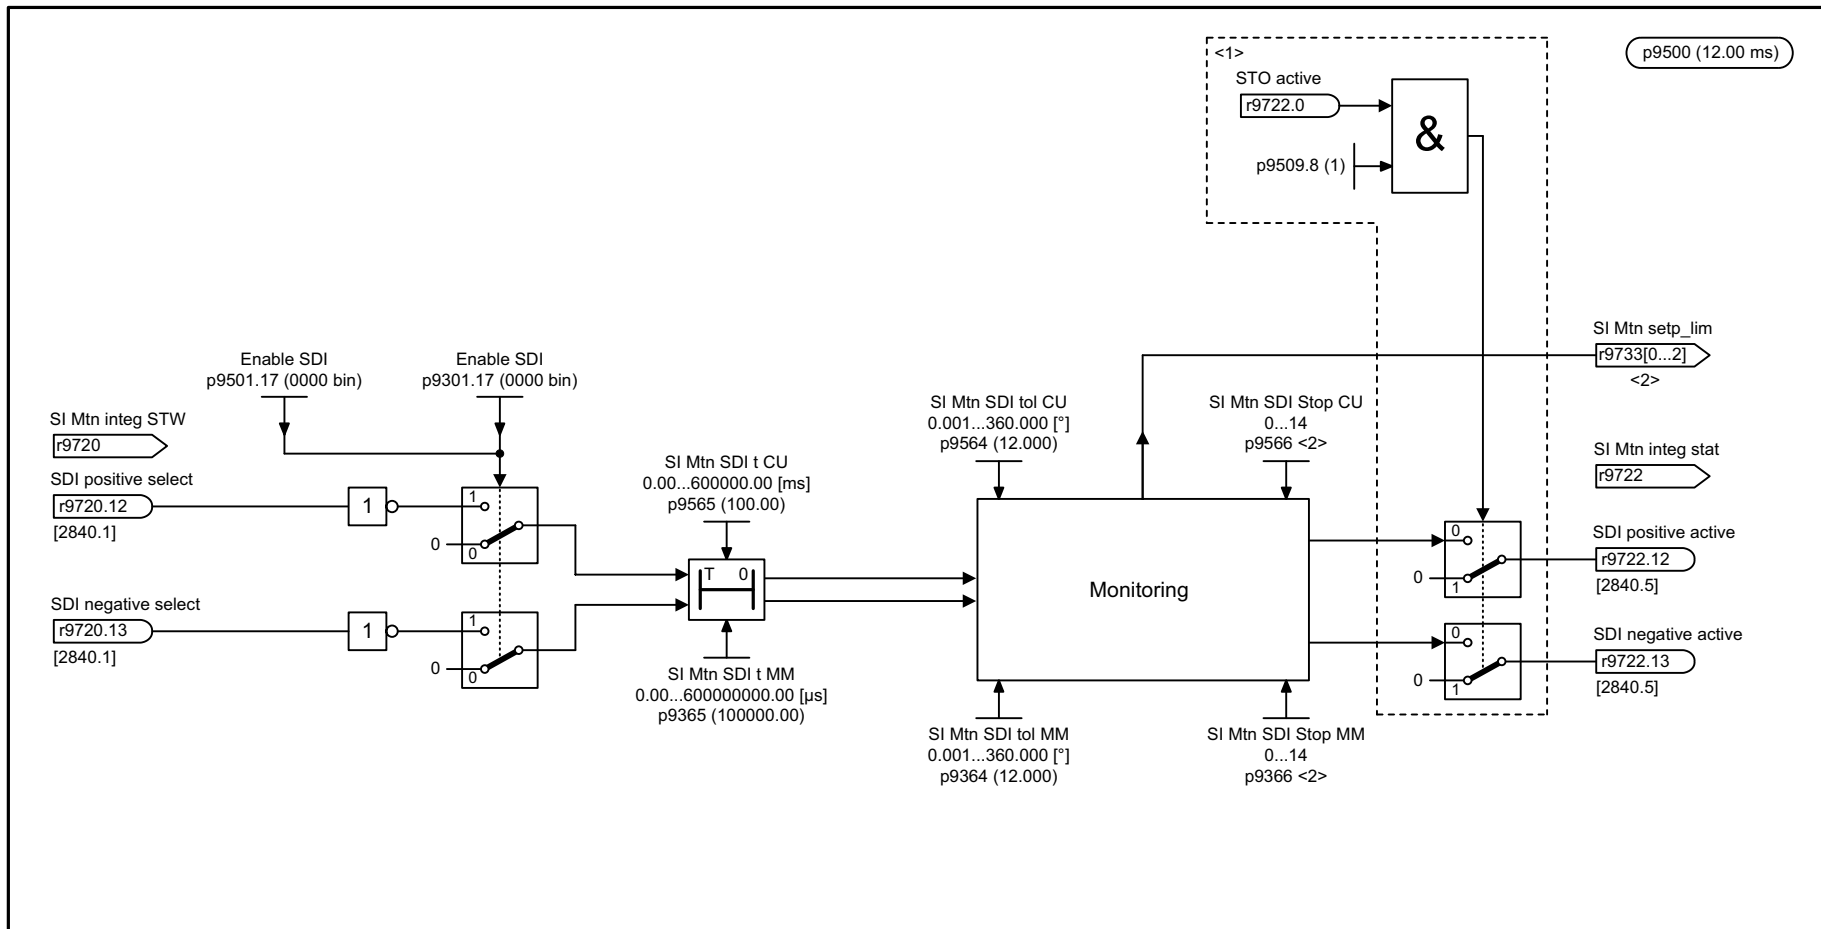 <1>
p9500 (12.00 ms)
STO active
r9722.0
&
p9509.8 (1)
SI Mtn setp_lim
r9733[0...2]
<2>
Enable SDI
p9501.17 (0000 bin)
Enable SDI
p9301.17 (0000 bin)
SI Mtn integ STW
r9720
SDI positive select
r9720.12
[2840.1]
1
1
0
0
SI Mtn SDI t CU
0.00...600000.00 [ms]
p9565 (100.00)
T 0
SI Mtn SDI tol CU
0.001...360.000 [°]
p9564 (12.000)
SI Mtn SDI Stop CU
0...14
p9566 <2>
SI Mtn integ stat
r9722
Monitoring
0
0
1
SDI positive active
r9722.12
[2840.5]
SDI negative select
r9720.13
[2840.1]
1
1
0
0
SI Mtn SDI t MM
0.00...600000000.00 [µs]
p9365 (100000.00)
0
0
1
SDI negative active
r9722.13
[2840.5]
SI Mtn SDI tol MM
0.001...360.000 [°]
p9364 (12.000)
SI Mtn SDI Stop MM
0...14
p9366 <2>